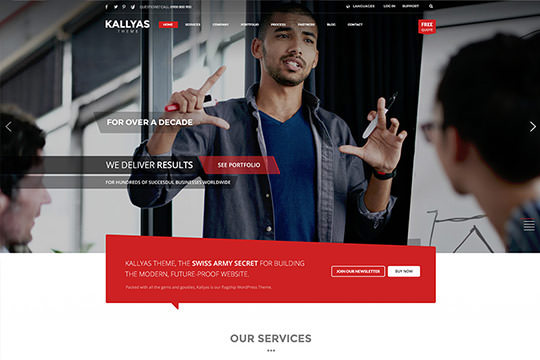 QUESTIONS? CALL: 0900 800 900
LANGUAGES LOG IN SUPPORT
KALLYAS
THEME
HOME SERVICES COMPANY PORTFOLIO PROCESS PARTNERS BLOG CONTACT
FREE
QUOTE
FOR OVER A DECADE
WE DELIVER RESULTS
SEE PORTFOLIO
FOR HUNDREDS OF SUCCESFUL BUSINESSES WORLDWIDE
KALLYAS THEME, THE SWISS ARMY SECRET FOR BUILDING
THE MODERN, FUTURE-PROOF WEBSITE.
JOIN OUR NEWSLETTER
BUY NOW
Packed with all the gems and goodies, Kallyas is our flagship WordPress Theme.
OUR SERVICES